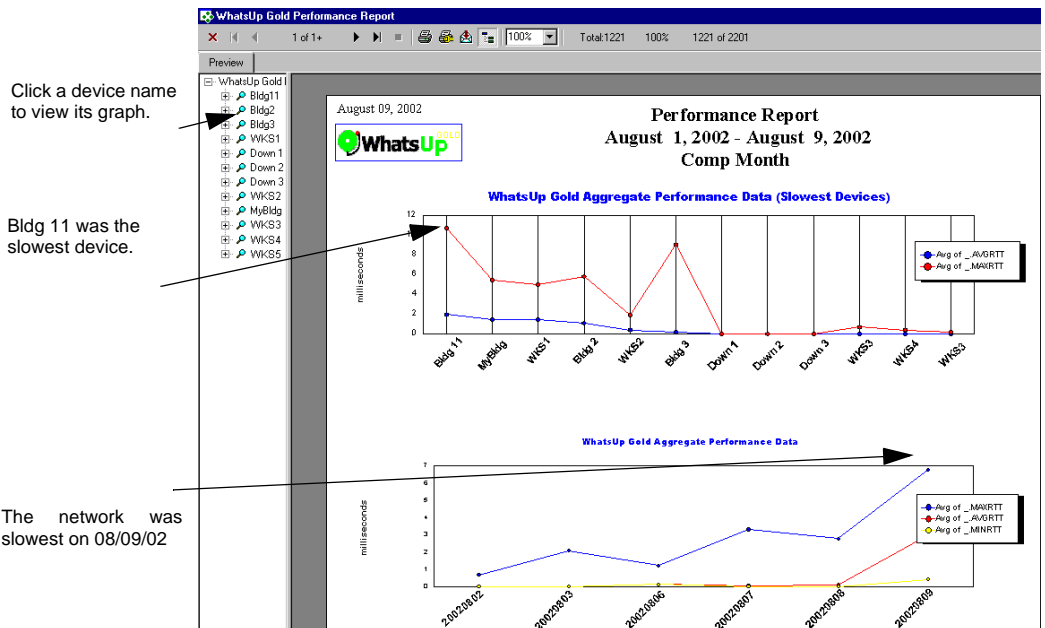 WhatsUp Gold Performance Report
1 of 1+
100%
Total:1221
100%
1221 of 2201
Preview
WhatsUp Gold
Bldg11
Bldg2
Bldg3
WKS1
Down 1
Down 2
Down 3
WKS2
MyBldg
WKS3
WKS4
WKS5
Click a device name
to view its graph.
Bldg 11 was the
slowest device.
The network was
slowest on 08/09/02
August 09, 2002
WhatsUp GOLD
Performance Report
August 1, 2002 - August 9, 2002
Comp Month
WhatsUp Gold Aggregate Performance Data (Slowest Devices)
milliseconds
12
8
6
4
2
0
Bldg 11
MyBldg
WKS1
Bldg 2
WKS2
Bldg 3
Down 1
Down 2
Down 3
WKS3
WKS4
WKS3
Avg of _.AVGRTT
Avg of _.MAXRTT
WhatsUp Gold Aggregate Performance Data
milliseconds
7
6
5
4
3
2
1
0
20020802
20020803
20020806
20020807
20020808
20020809
Avg of _.MAXRTT
Avg of _.AVGRTT
Avg of _.MINRTT